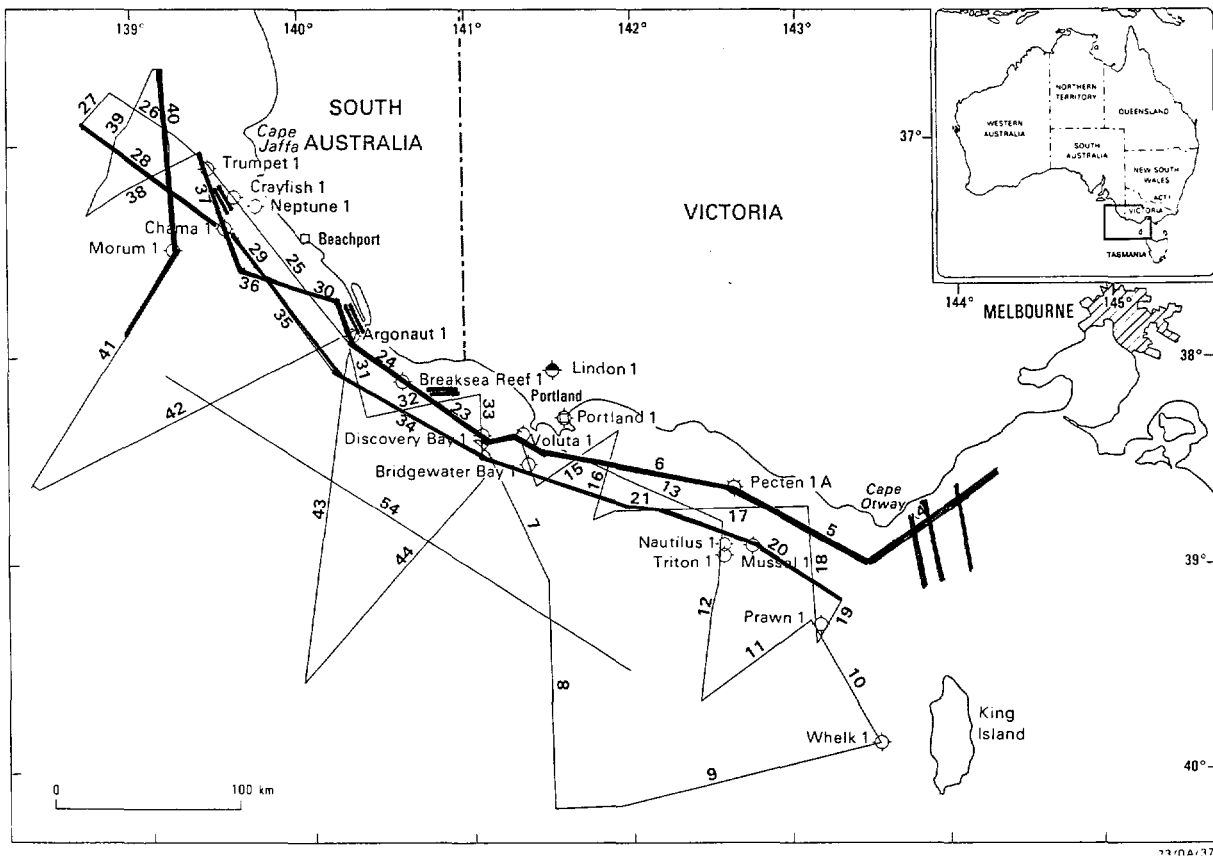 139°
140°
141°
142°
143°
37°
38°
39°
40°
144°
145°
SOUTH
AUSTRALIA
VICTORIA
MELBOURNE
Cape
Jaffa
Trumpet 1
Crayfish 1
Neptune 1
Chama 1
Beachport
Morum 1
Argonaut 1
Breaksea Reef 1
Lindon 1
Portland
Portland 1
Discovery Bay 1
Voluta 1
Bridgewater Bay 1
Pecten 1A
Cape
Otway
Nautilus 1
Triton 1
Mussel 1
Prawn 1
Whelk 1
King
Island
27
39
26
40
28
38
37
29
25
36
30
35
41
31
24
32
23
33
34
42
43
44
54
7
8
9
10
11
12
13
15
16
6
21
17
5
20
18
19
4
0
100 km
WESTERN
AUSTRALIA
NORTHERN
TERRITORY
QUEENSLAND
SOUTH
AUSTRALIA
NEW SOUTH
WALES
ACT
VICTORIA
TASMANIA
23/OA/37